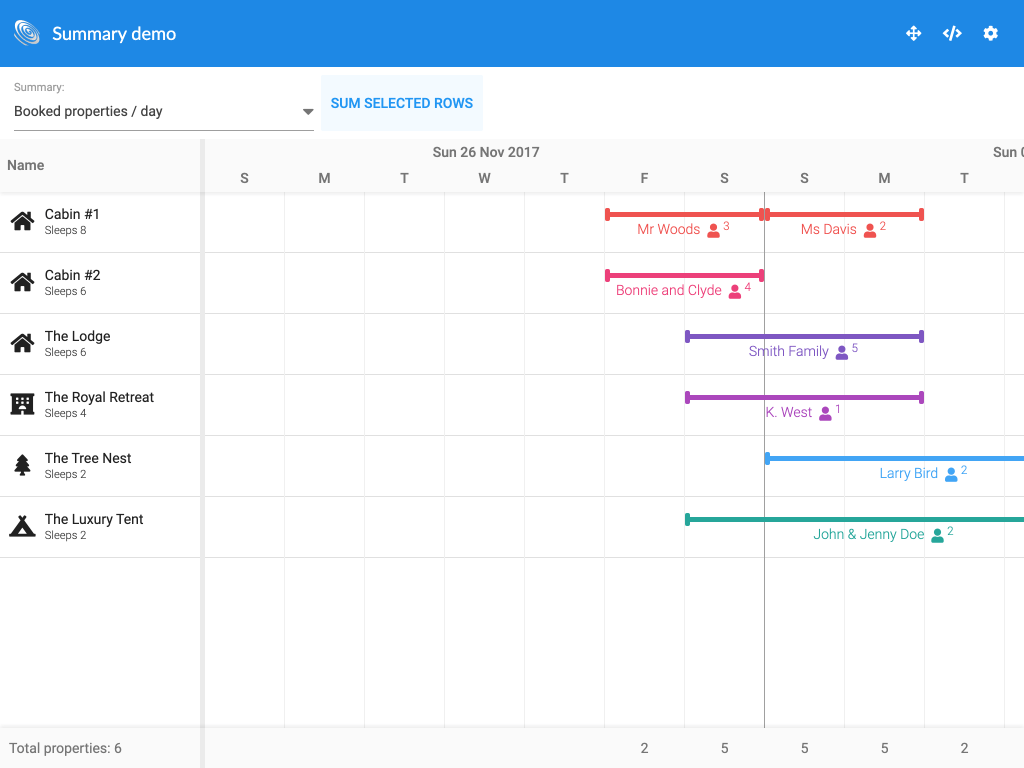 Summary demo
Summary:
Booked properties / day
SUM SELECTED ROWS
Name
Sun 26 Nov 2017
Sun 0
S M T W T F S S M T
Cabin #1
Sleeps 8
Mr Woods 3
Ms Davis 2
Cabin #2
Sleeps 6
Bonnie and Clyde 4
The Lodge
Sleeps 6
Smith Family 5
The Royal Retreat
Sleeps 4
K. West 1
The Tree Nest
Sleeps 2
Larry Bird 2
The Luxury Tent
Sleeps 2
John & Jenny Doe 2
Total properties: 6
2 5 5 5 2